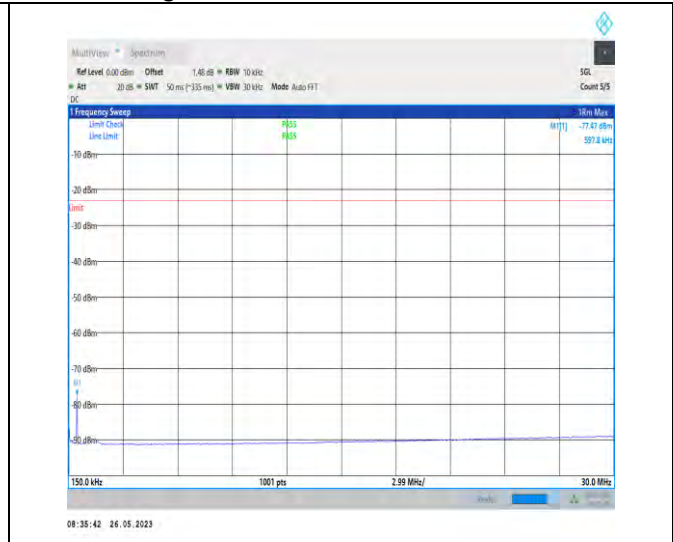 MultiView Spectrum
Ref Level 0.00 dBm Offset 1.48 dB RBW 10 kHz SGL
Att 20 dB SWT 50 ms (~335 ms) VBW 30 kHz Mode Auto FFT Count 5/5
DC
1 Frequency Sweep 1Rm Max
Limit Check PASS M1[1] -77.47 dBm
Line Limit PASS 597.8 kHz
-10 dBm
-20 dBm
Limit
-30 dBm
-40 dBm
-50 dBm
-60 dBm
-70 dBm
M1
-80 dBm
-90 dBm
150.0 kHz 1001 pts 2.99 MHz/ 30.0 MHz
Ready
08:35:42 26.05.2023